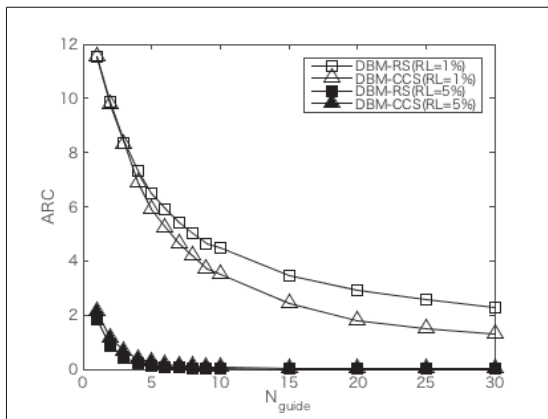 12
10
8
6
4
2
0
ARC
DBM-RS(RL=1%)
DBM-CCS(RL=1%)
DBM-RS(RL=5%)
DBM-CCS(RL=5%)
0 5 10 15 20 25 30
N_guide